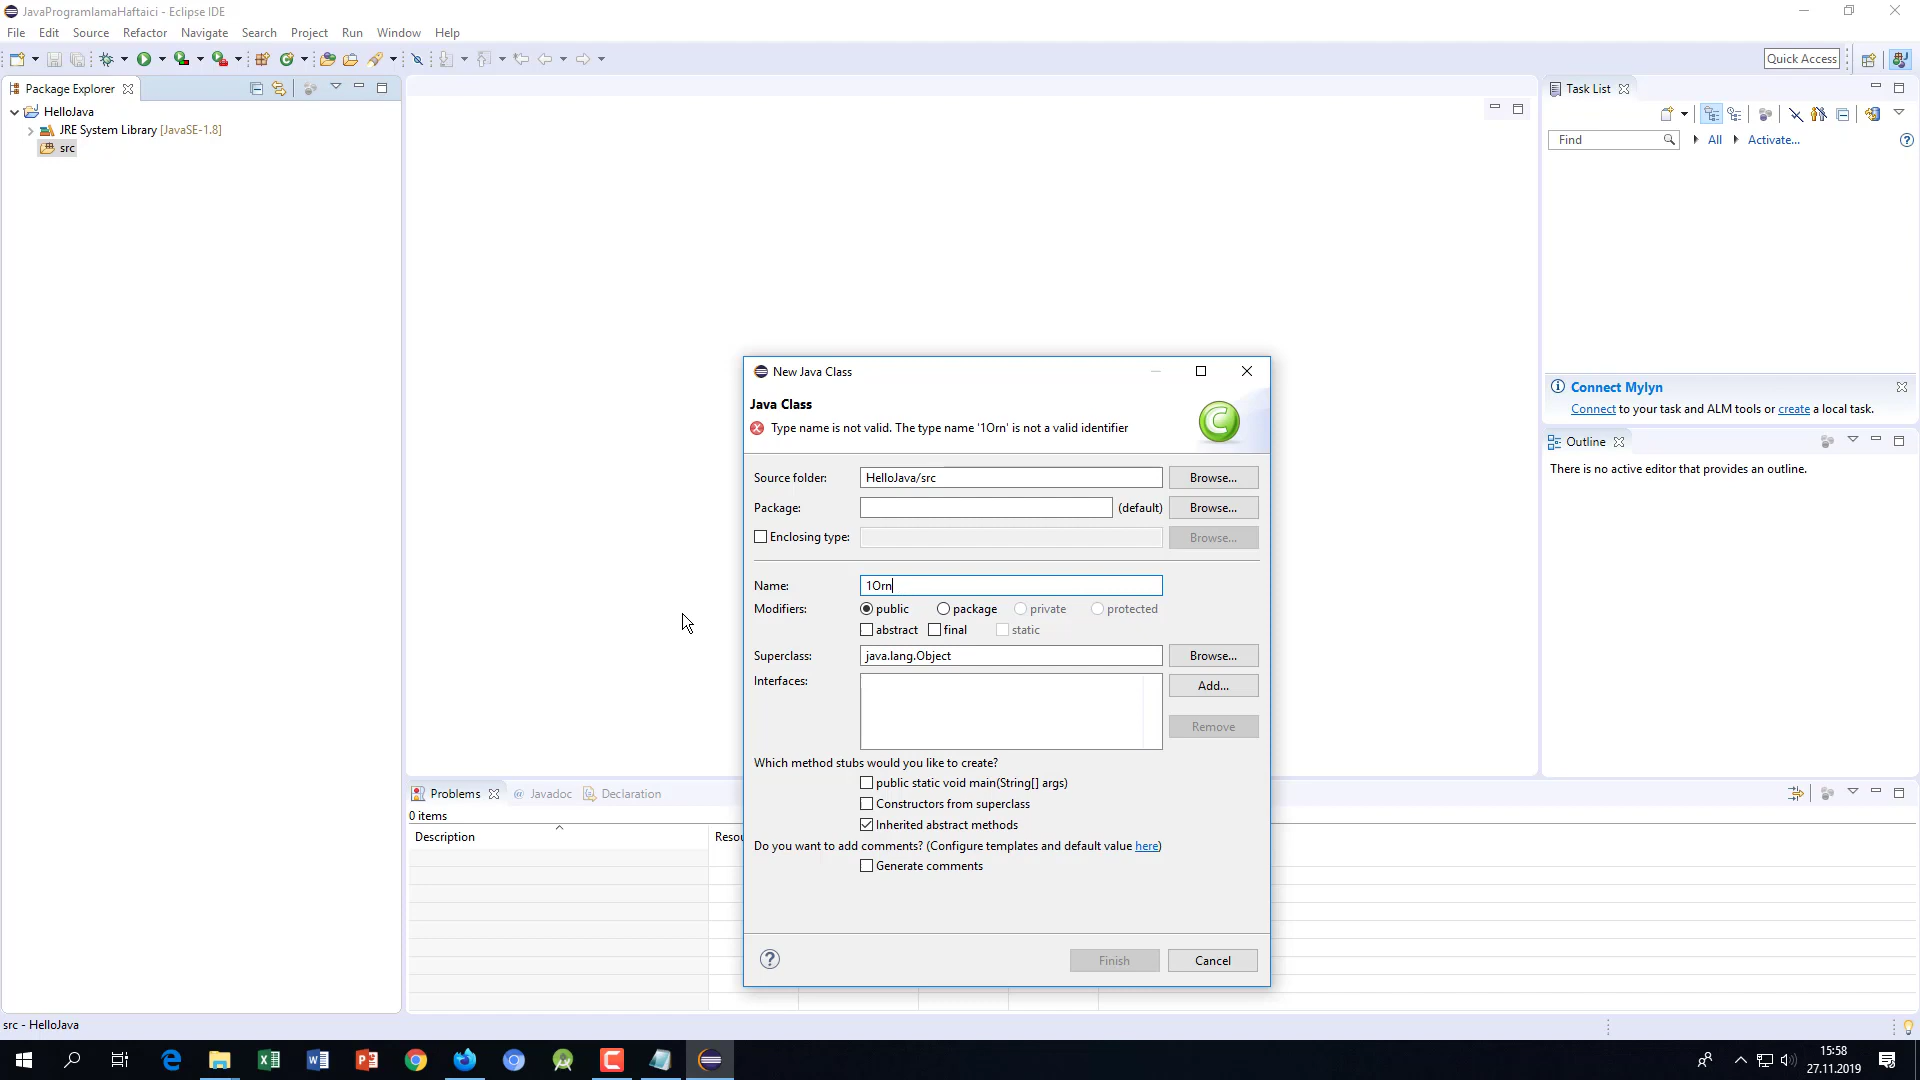 JavaProgramlamaHaftaici - Eclipse IDE
File Edit Source Refactor Navigate Search Project Run Window Help
Quick Access
Package Explorer
HelloJava
JRE System Library [JavaSE-1.8]
src
Task List
Find
All
Activate...
Connect Mylyn
Connect to your task and ALM tools or create a local task.
Outline
There is no active editor that provides an outline.
New Java Class
Java Class
Type name is not valid. The type name '1Orn' is not a valid identifier
Source folder: HelloJava/src Browse...
Package: (default) Browse...
Enclosing type: Browse...
Name: 1Orn
Modifiers: public package private protected
abstract final static
Superclass: java.lang.Object Browse...
Interfaces: Add...
Remove
Which method stubs would you like to create?
public static void main(String[] args)
Constructors from superclass
Inherited abstract methods
Do you want to add comments? (Configure templates and default value here)
Generate comments
Finish Cancel
Problems @ Javadoc Declaration
0 items
Description Resou
src - HelloJava
15:58
27.11.2019